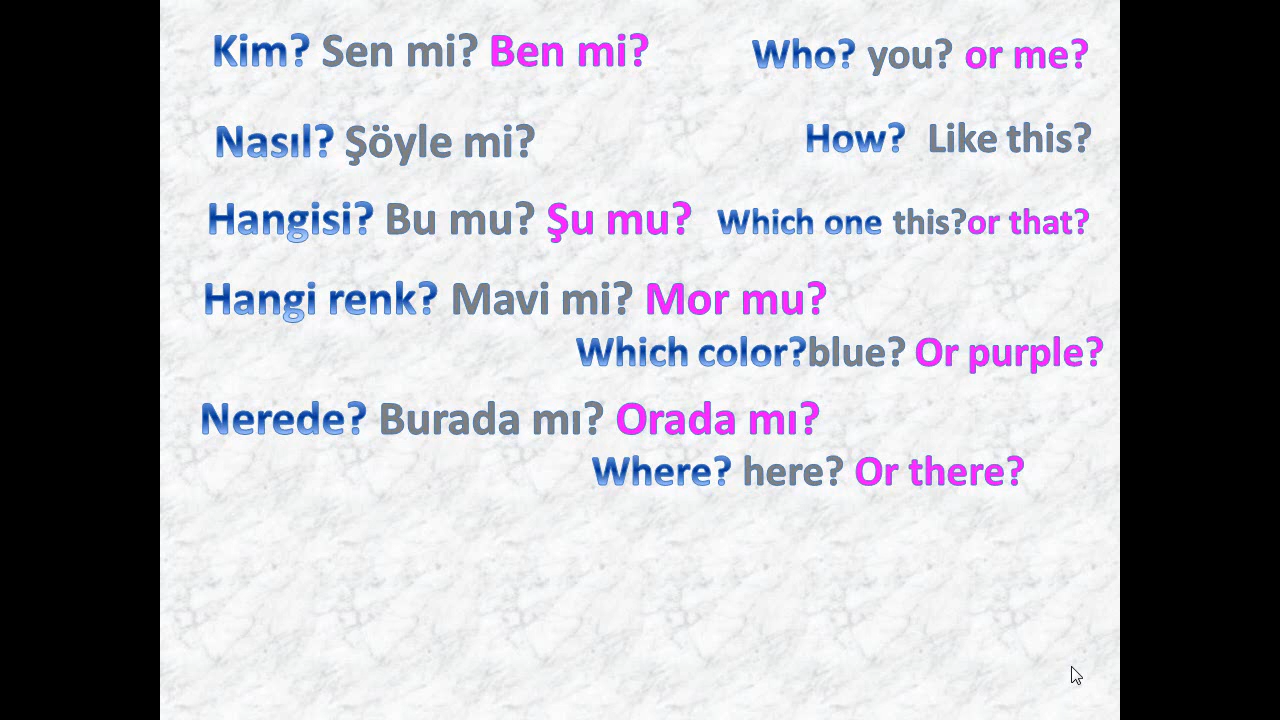 Kim? Sen mi? Ben mi? Who? you? or me?
Nasıl? Şöyle mi? How? Like this?
Hangisi? Bu mu? Şu mu? Which one this?or that?
Hangi renk? Mavi mi? Mor mu?
Which color?blue? Or purple?
Nerede? Burada mı? Orada mı?
Where? here? Or there?